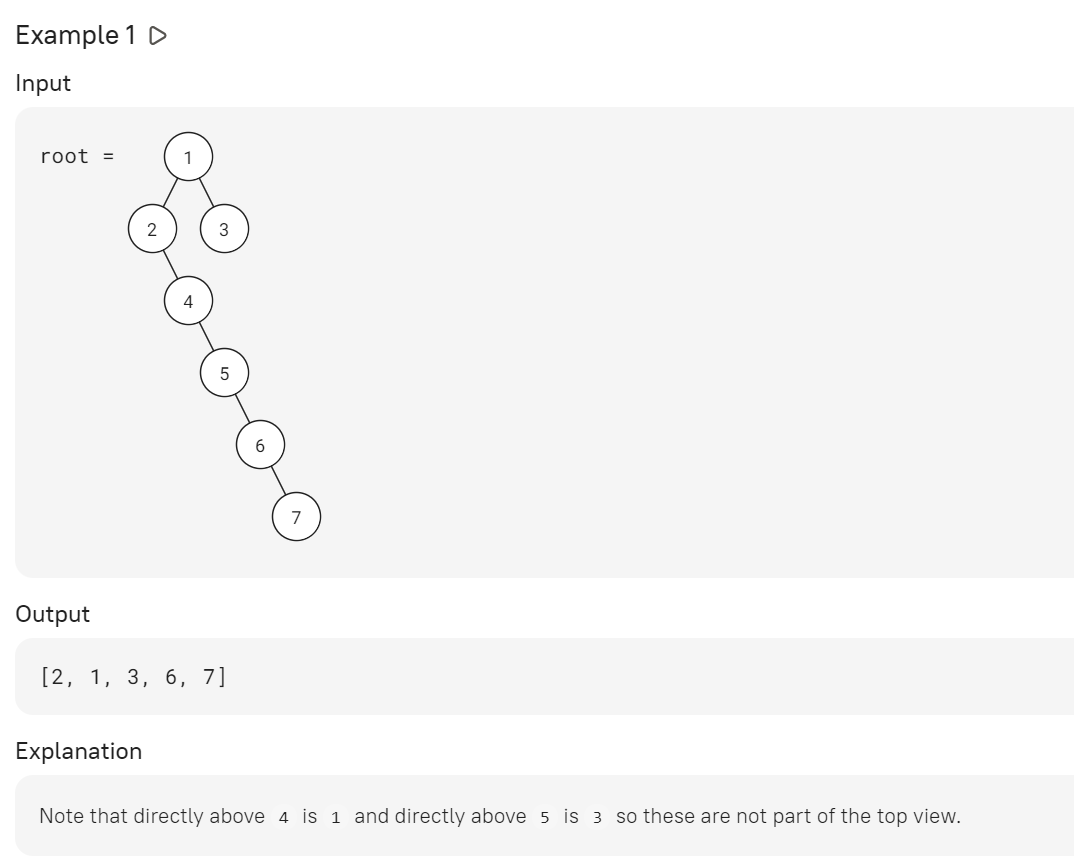 Example 1
Input
root =
1
2 3
4
5
6
7
Output
[2, 1, 3, 6, 7]
Explanation
Note that directly above 4 is 1 and directly above 5 is 3 so these are not part of the top view.